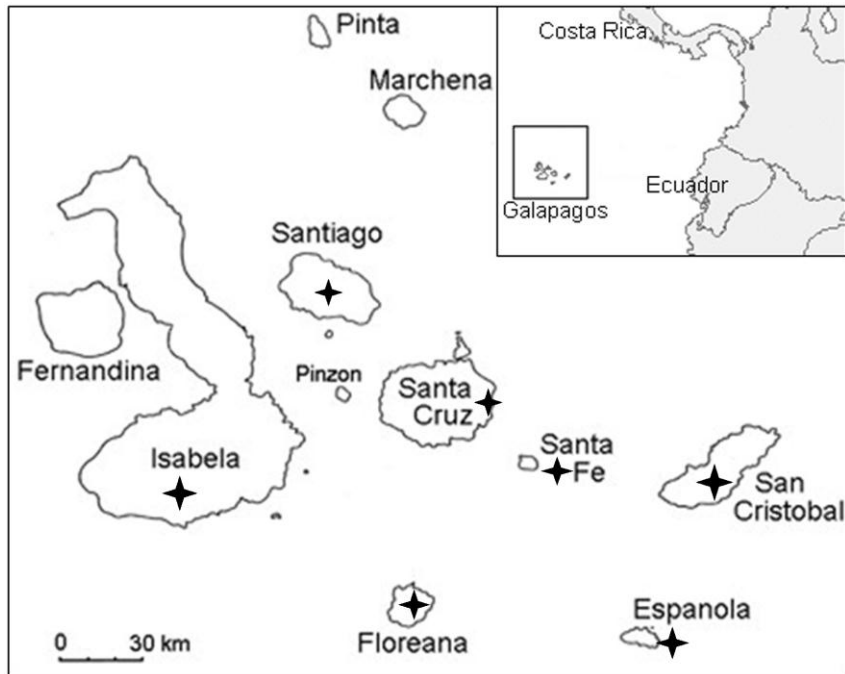 Pinta
Marchena
Costa Rica
Ecuador
Galapagos
Santiago
Fernandina
Pinzon
Santa
Cruz
Isabela
Santa
Fe
San
Cristobal
Floreana
Espanola
0 30 km